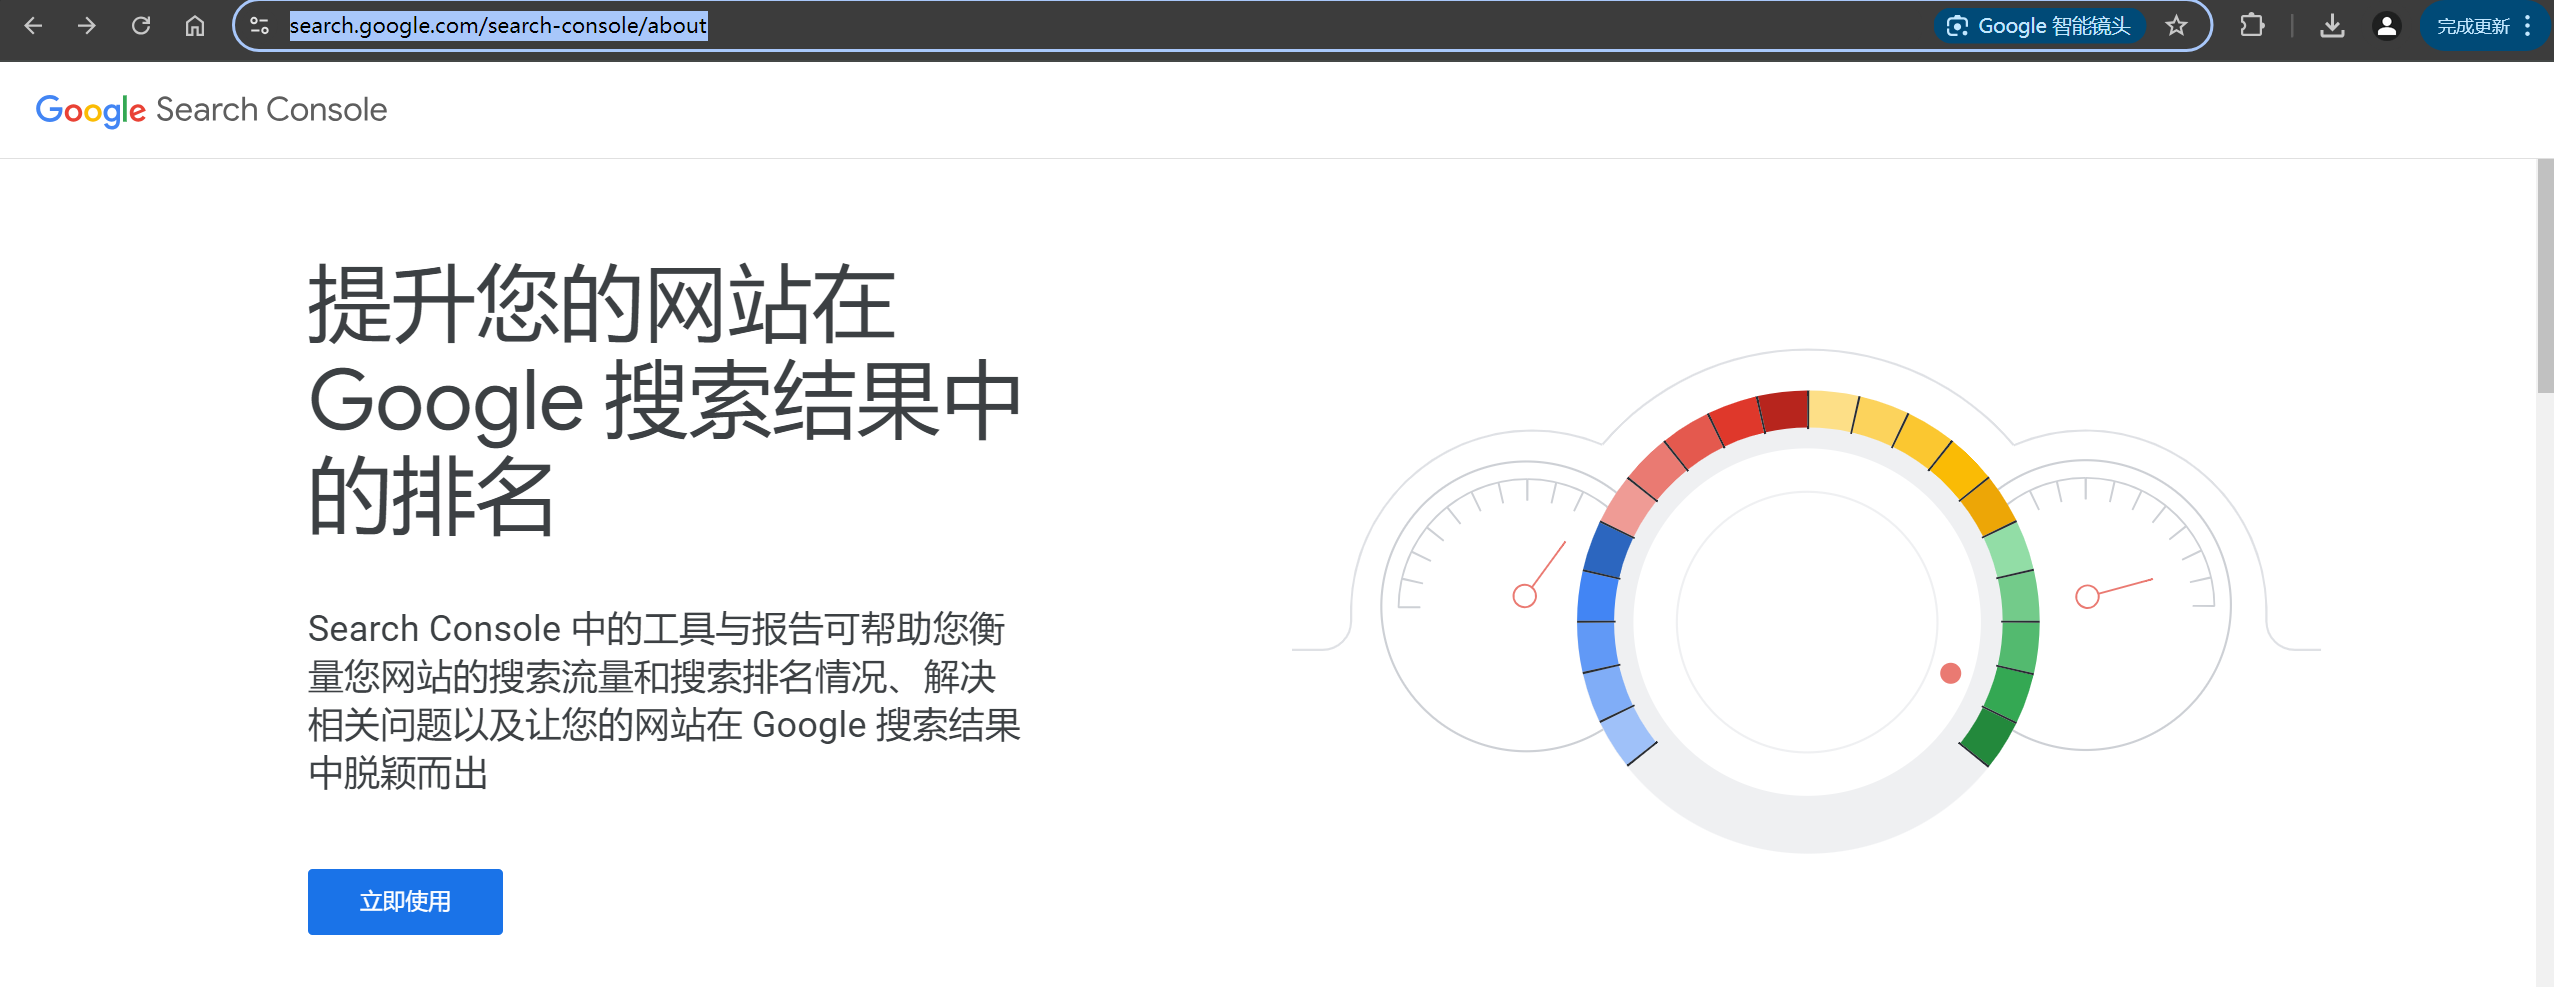 search.google.com/search-console/about
Google 智能镜头
完成更新
Google Search Console
提升您的网站在
Google 搜索结果中
的排名
Search Console 中的工具与报告可帮助您衡
量您网站的搜索流量和搜索排名情况、解决
相关问题以及让您的网站在 Google 搜索结果
中脱颖而出
立即使用